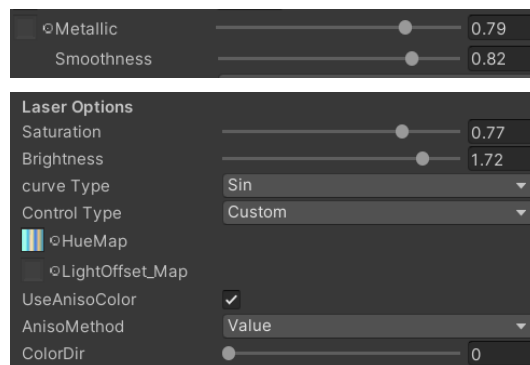 Metallic 0.79
Smoothness 0.82
Laser Options
Saturation 0.77
Brightness 1.72
curve Type Sin
Control Type Custom
HueMap
LightOffset_Map
UseAnisoColor
AnisoMethod Value
ColorDir 0